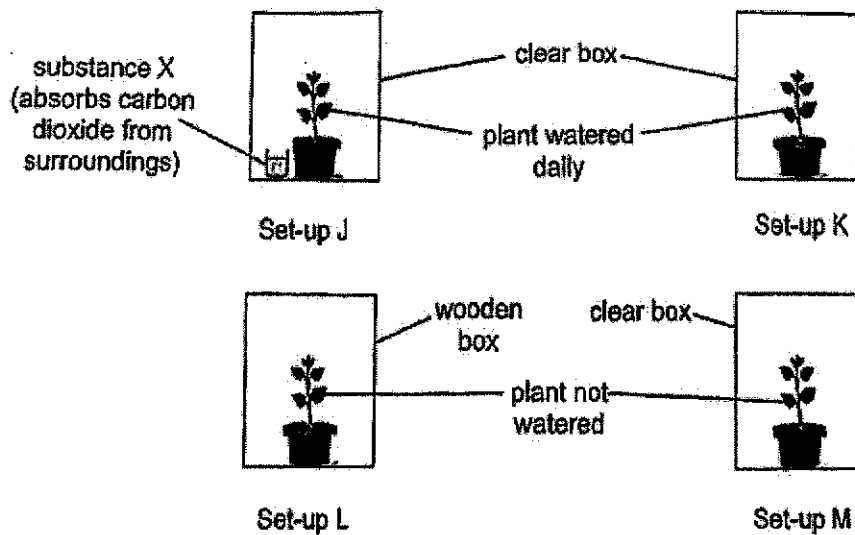 substance X
(absorbs carbon
dioxide from
surroundings)
clear box
plant watered
daily
Set-up J
Set-up K
wooden
box
clear box
plant not
watered
Set-up L
Set-up M